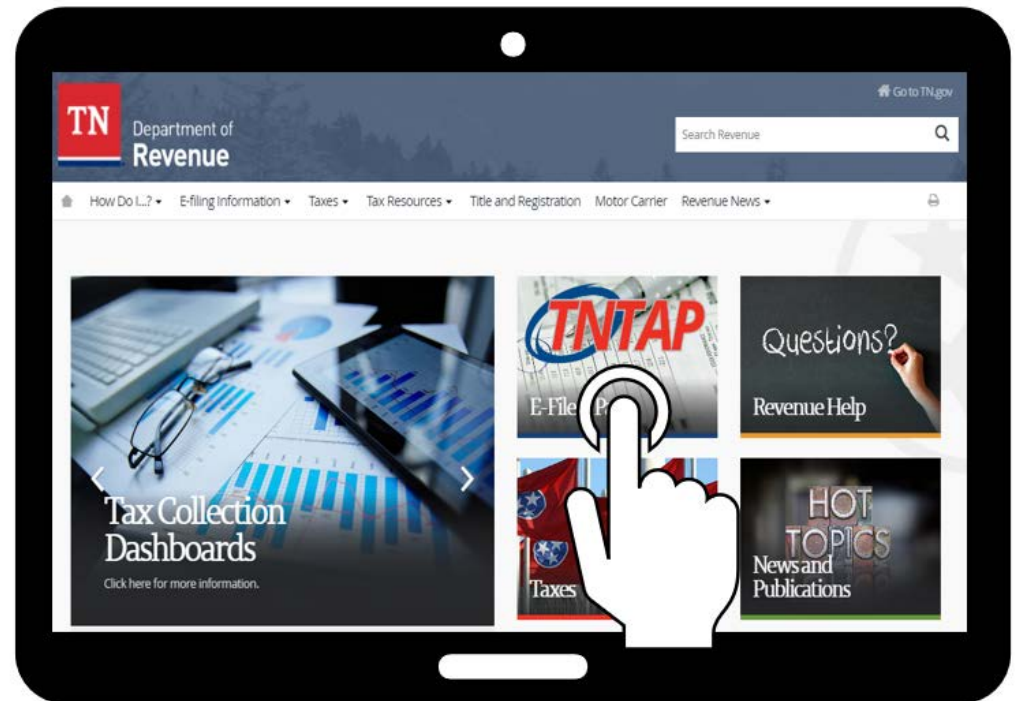 Go to TN.gov
TN
Department of
Revenue
Search Revenue
How Do I...?
E-filing Information
Taxes
Tax Resources
Title and Registration
Motor Carrier
Revenue News
Tax Collection
Dashboards
Click here for more information.
TNTAP
E-File
Questions?
Revenue Help
Taxes
HOT
TOPICS
News and
Publications